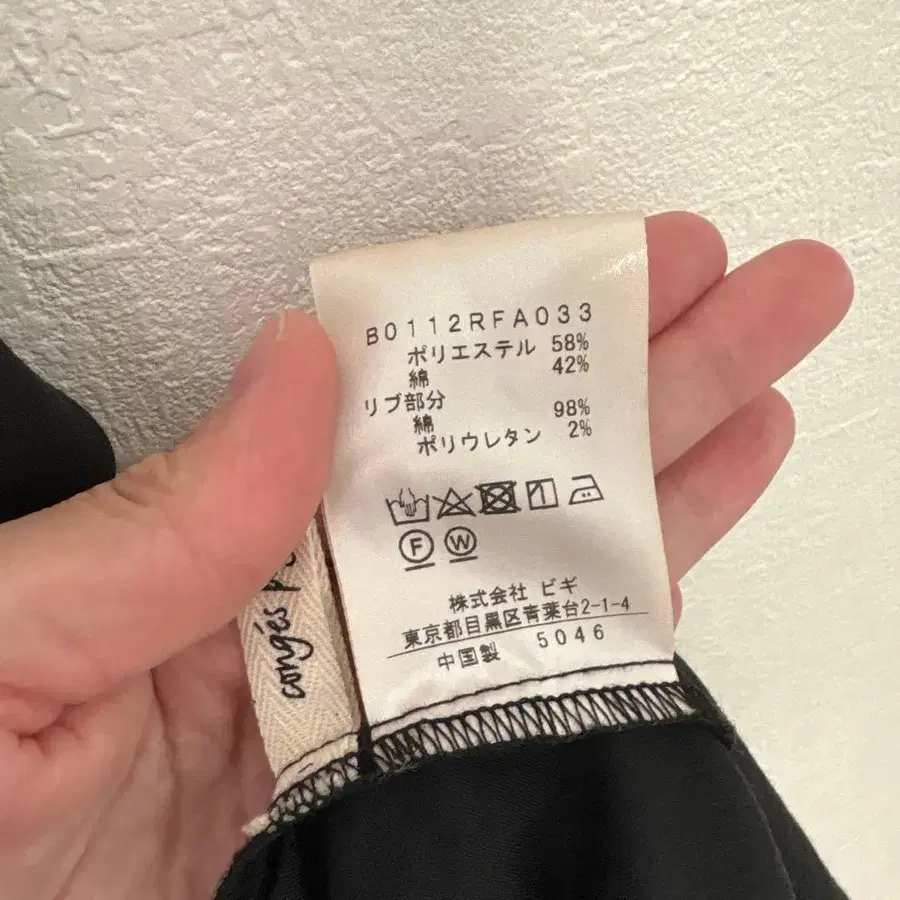 B0112RFA033
ポリエステル 58%
綿 42%
リブ部分
綿 98%
ポリウレタン 2%
F W
株式会社 ビギ
東京都目黒区青葉台2-1-4
中国製 5046
congés